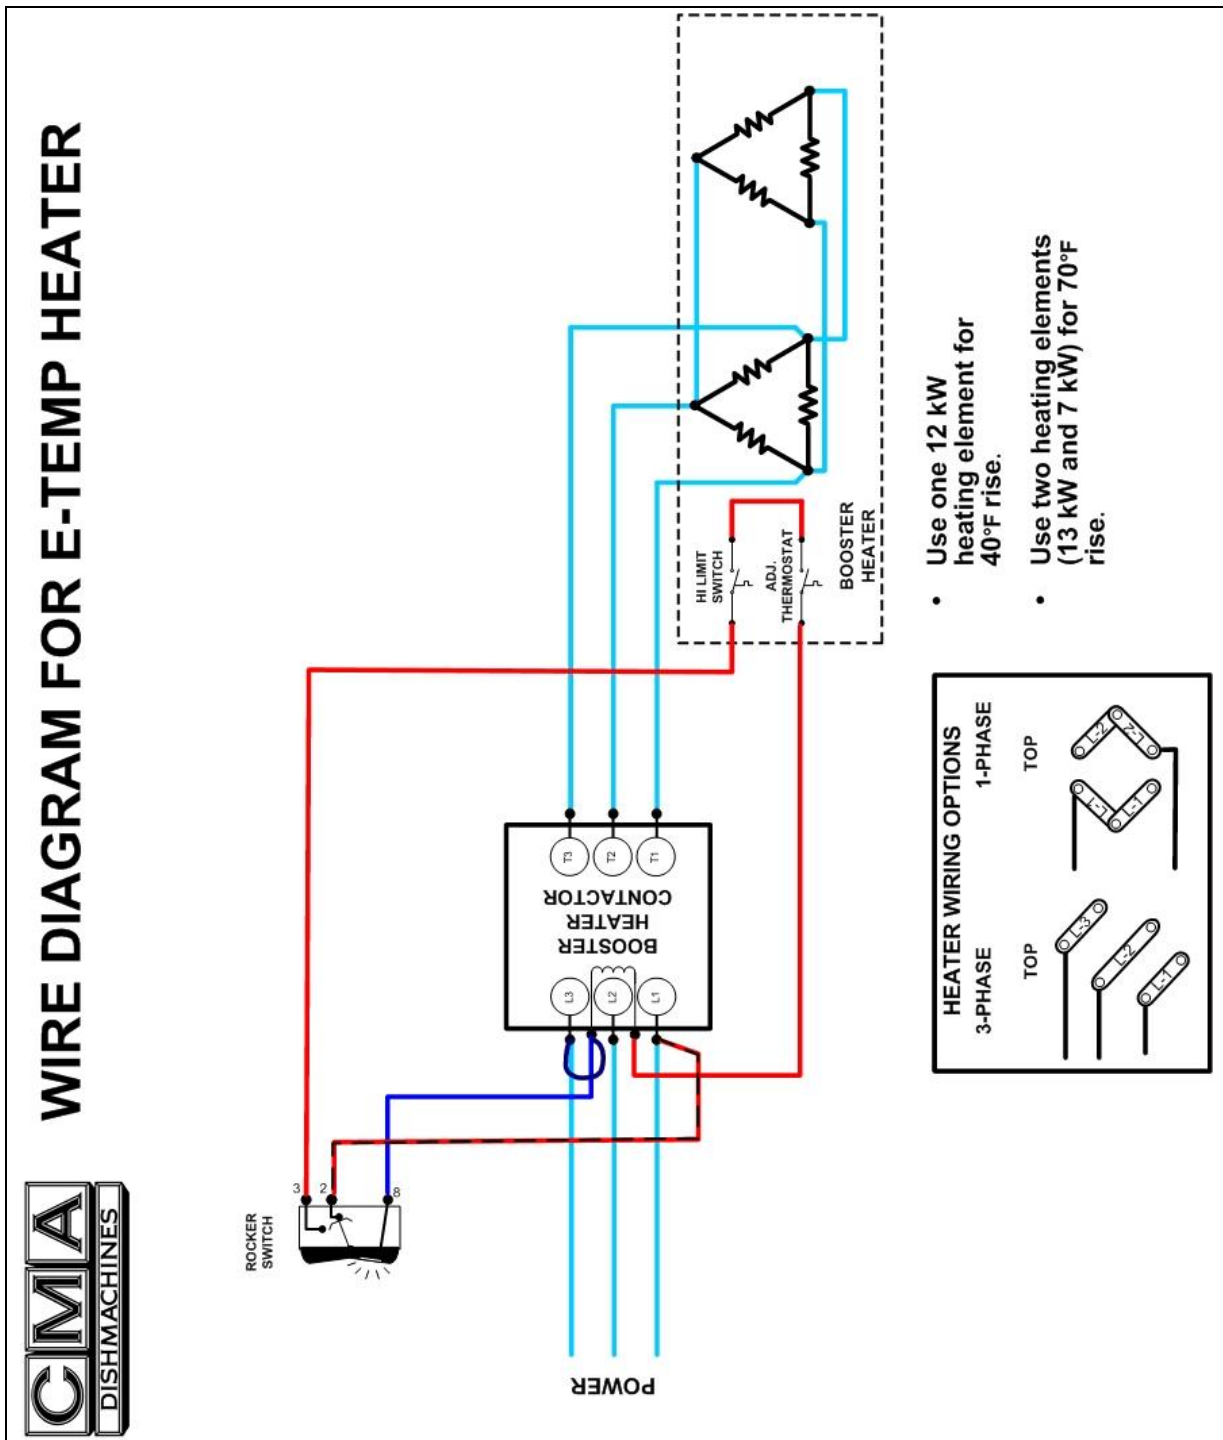 CMA
DISHMACHINES
WIRE DIAGRAM FOR E-TEMP HEATER
ROCKER
SWITCH
3
2
8
POWER
L3
L2
L1
BOOSTER
HEATER
CONTACTOR
T3
T2
T1
HI LIMIT
SWITCH
ADJ.
THERMOSTAT
BOOSTER
HEATER
HEATER WIRING OPTIONS
3-PHASE
1-PHASE
TOP
TOP
L-3
L-2
L-1
L-1
L-1
L-2
L-2
• Use one 12 kW
heating element for
40°F rise.
• Use two heating elements
(13 kW and 7 kW) for 70°F
rise.